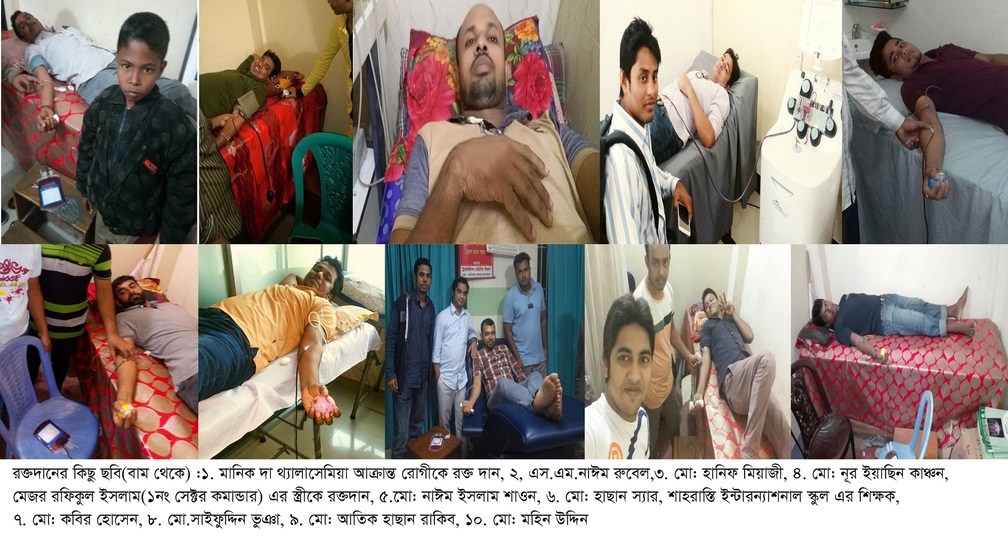 রক্তদানের কিছু ছবি(বাম থেকে) :১. মানিক দা থ্যালাসেমিয়া আক্রান্ত রোগীকে রক্ত দান, ২, এস.এম.নাঈম রুবেল,৩. মো: হানিফ মিয়াজী, ৪. মো: নূর ইয়াছিন কাঞ্চন,
মেজর রফিকুল ইসলাম(১নং সেক্টর কমান্ডার) এর স্ত্রীকে রক্তদান, ৫.মো: নাঈম ইসলাম শাওন, ৬. মো: হাছান স্যার, শাহরাস্তি ইন্টারন্যাশনাল স্কুল এর শিক্ষক,
৭. মো: কবির হোসেন, ৮. মো.সাইফুদ্দিন ভুঞা, ৯. মো: আতিক হাছান রাকিব, ১০. মো: মহিন উদ্দিন